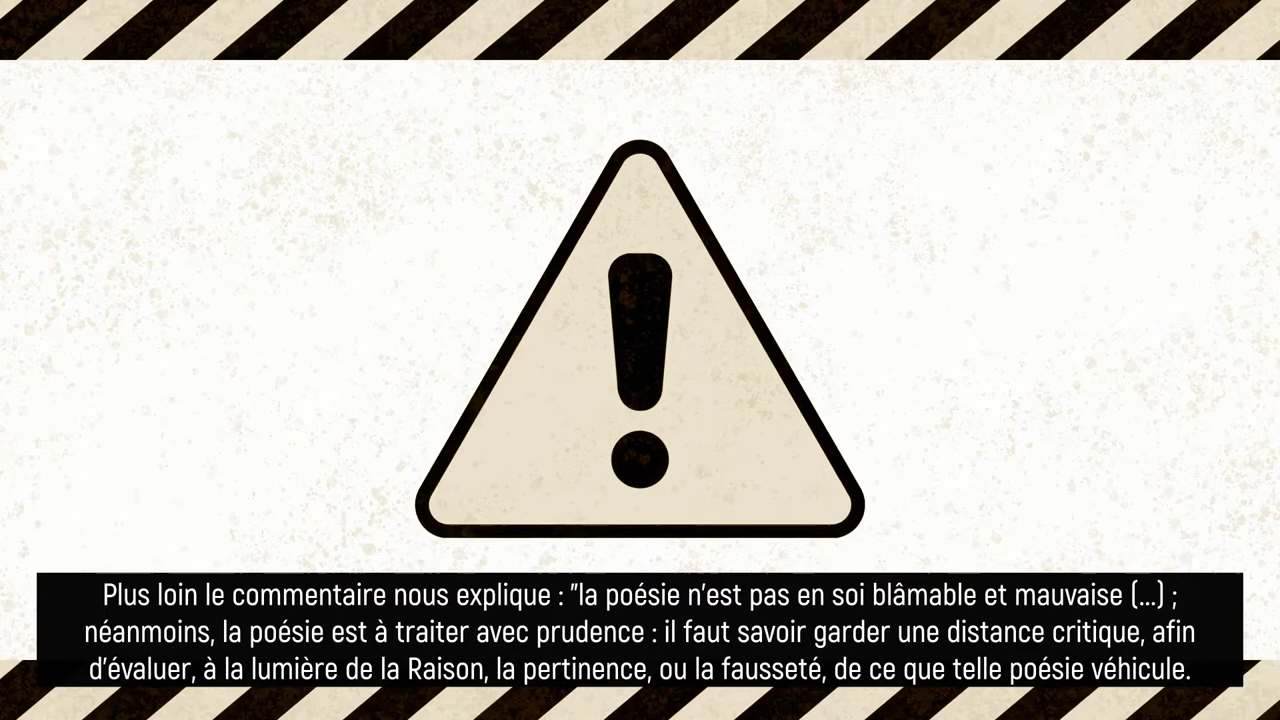 Plus loin le commentaire nous explique : "la poésie n'est pas en soi blâmable et mauvaise (...) ;
néanmoins, la poésie est à traiter avec prudence : il faut savoir garder une distance critique, afin
d'évaluer, à la lumière de la Raison, la pertinence, ou la fausseté, de ce que telle poésie véhicule.